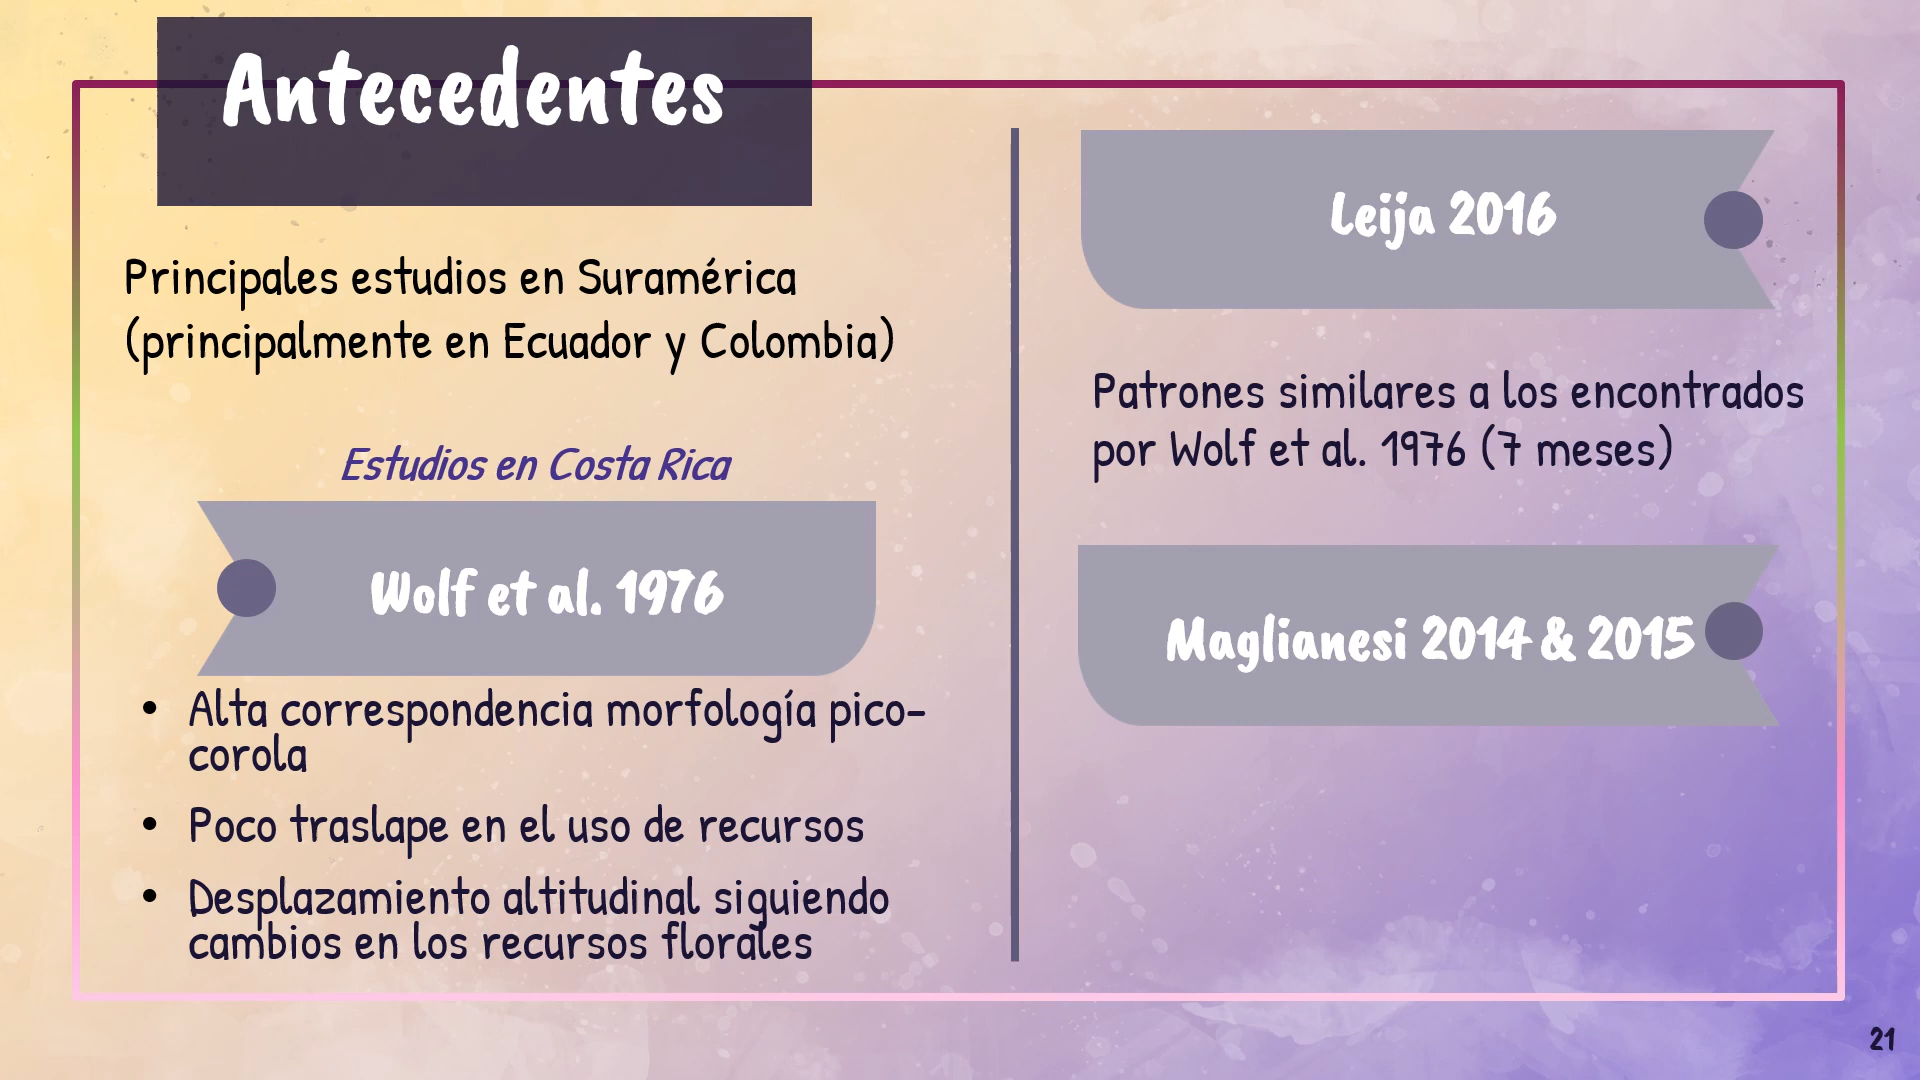 Antecedentes
Principales estudios en Suramérica
(principalmente en Ecuador y Colombia)
Estudios en Costa Rica
Wolf et al. 1976
• Alta correspondencia morfología pico-
corola
• Poco traslape en el uso de recursos
• Desplazamiento altitudinal siguiendo
cambios en los recursos florales
Leija 2016
Patrones similares a los encontrados
por Wolf et al. 1976 (7 meses)
Maglianesi 2014 & 2015
21